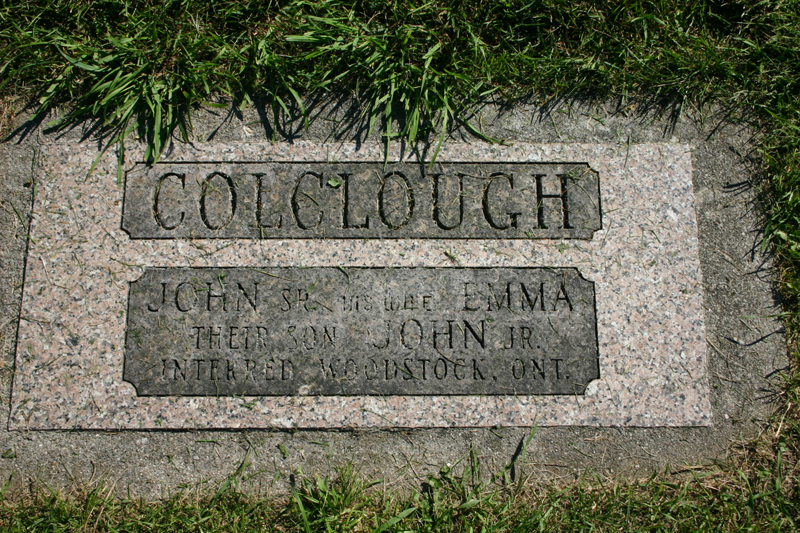 COLCLOUGH
JOHN SR. his wife EMMA
THEIR SON JOHN JR.
INTERRED WOODSTOCK, ONT.